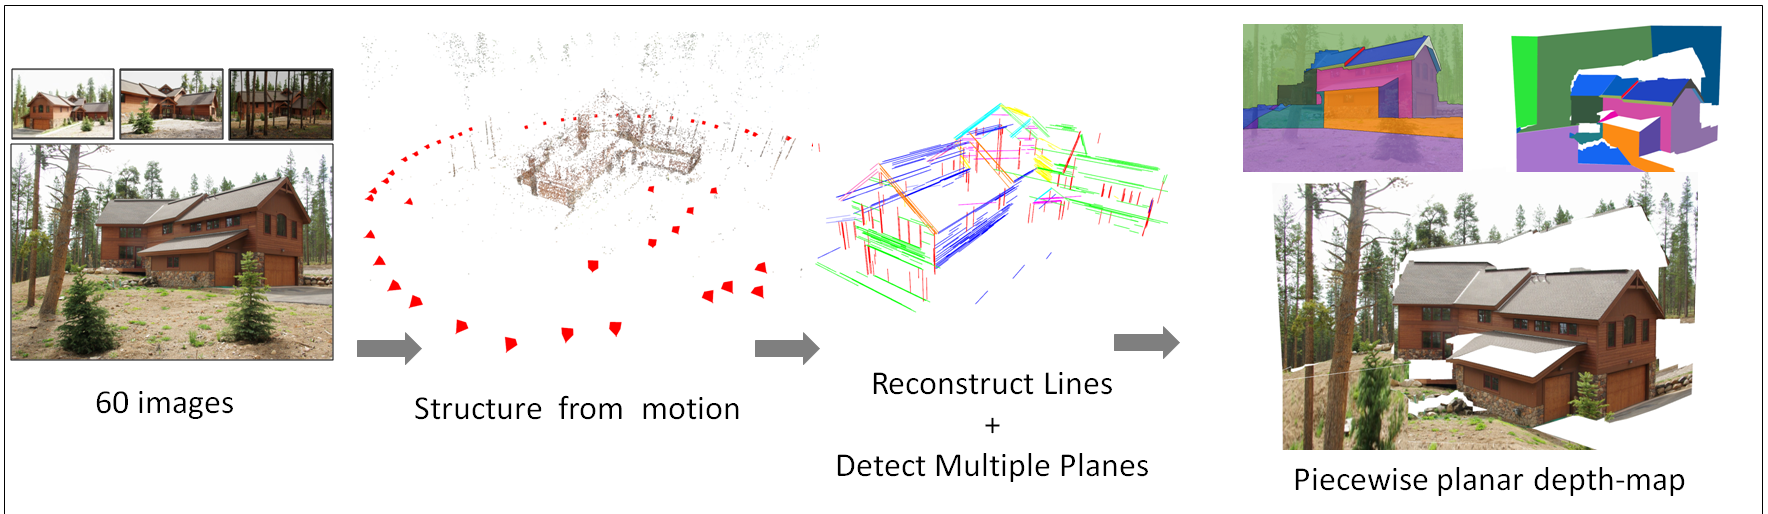 60 images
Structure from motion
Reconstruct Lines
+
Detect Multiple Planes
Piecewise planar depth-map